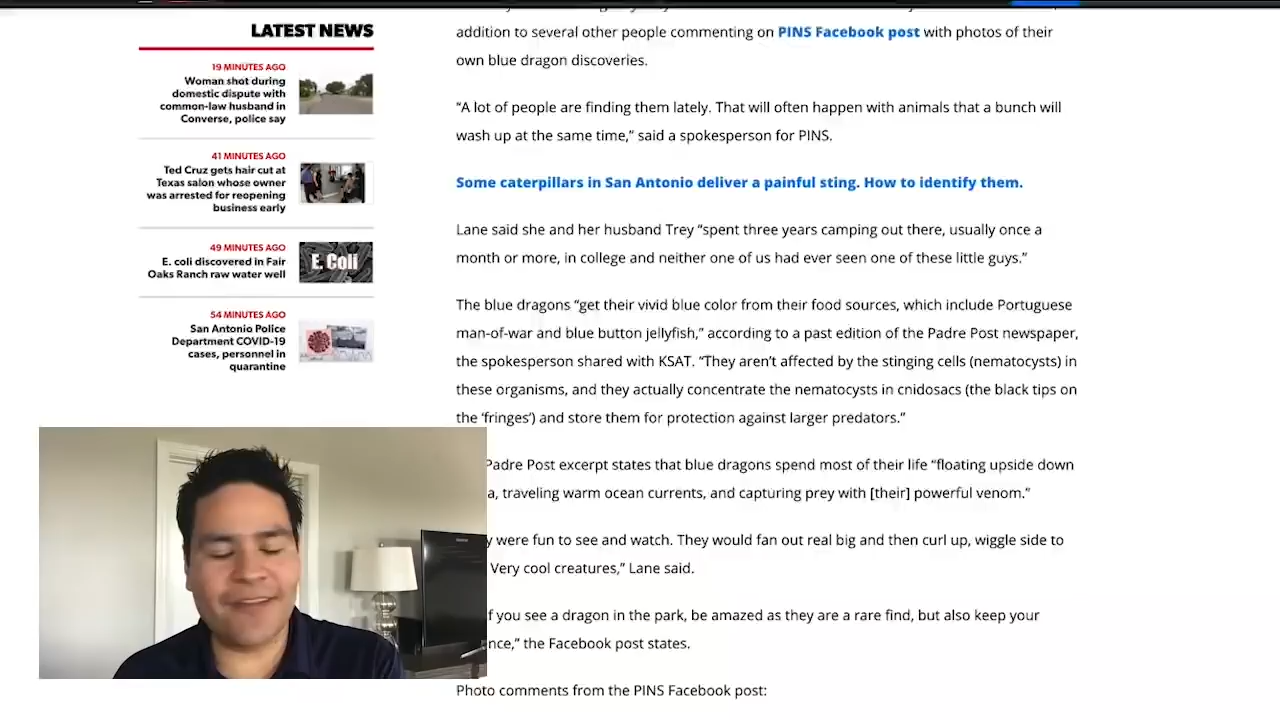 LATEST NEWS
19 MINUTES AGO
Woman shot during
domestic dispute with
common-law husband in
Converse, police say
41 MINUTES AGO
Ted Cruz gets hair cut at
Texas salon whose owner
was arrested for reopening
business early
49 MINUTES AGO
E. coli discovered in Fair
Oaks Ranch raw water well
E. Coli
54 MINUTES AGO
San Antonio Police
Department COVID-19
cases, personnel in
quarantine
addition to several other people commenting on PINS Facebook post with photos of their
own blue dragon discoveries.
“A lot of people are finding them lately. That will often happen with animals that a bunch will
wash up at the same time,” said a spokesperson for PINS.
Some caterpillars in San Antonio deliver a painful sting. How to identify them.
Lane said she and her husband Trey “spent three years camping out there, usually once a
month or more, in college and neither one of us had ever seen one of these little guys.”
The blue dragons “get their vivid blue color from their food sources, which include Portuguese
man-of-war and blue button jellyfish,” according to a past edition of the Padre Post newspaper,
the spokesperson shared with KSAT. “They aren’t affected by the stinging cells (nematocysts) in
these organisms, and they actually concentrate the nematocysts in cnidosacs (the black tips on
the ‘fringes’) and store them for protection against larger predators.”
Padre Post excerpt states that blue dragons spend most of their life “floating upside down
a, traveling warm ocean currents, and capturing prey with [their] powerful venom.”
y were fun to see and watch. They would fan out real big and then curl up, wiggle side to
Very cool creatures,” Lane said.
f you see a dragon in the park, be amazed as they are a rare find, but also keep your
nce,” the Facebook post states.
Photo comments from the PINS Facebook post: